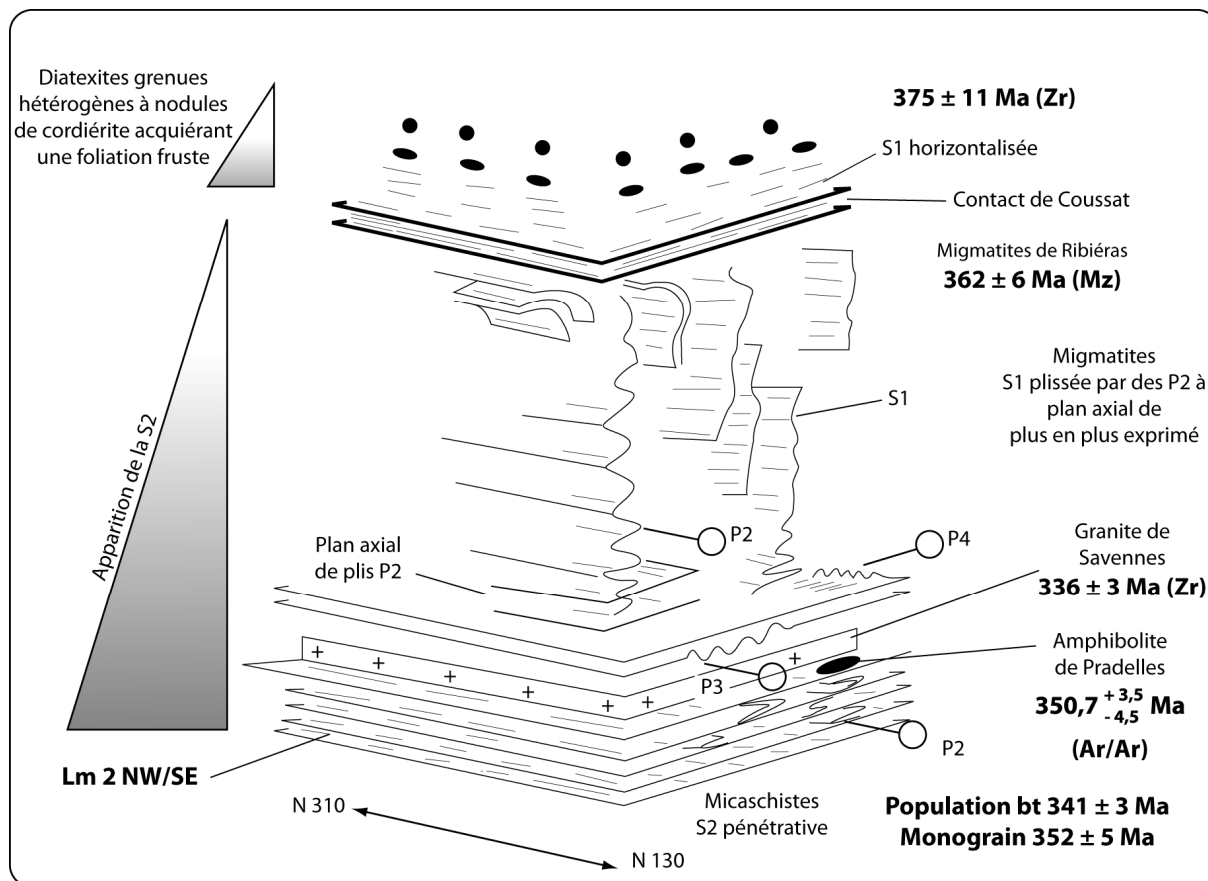 Diatexites grenues
hétérogènes à nodules
de cordiérite acquiérant
une foliation fruste
375 ± 11 Ma (Zr)
S1 horizontalisée
Contact de Coussat
Migmatites de Ribiéras
362 ± 6 Ma (Mz)
Migmatites
S1 plissée par des P2 à
plan axial de
plus en plus exprimé
S1
Apparition de la S2
P2
P4
Plan axial
de plis P2
Granite de
Savennes
336 ± 3 Ma (Zr)
Amphibolite
de Pradelles
350,7 + 3,5 - 4,5 Ma
(Ar/Ar)
P3
P2
Lm 2 NW/SE
N 310
N 130
Micaschistes
S2 pénétrative
Population bt 341 ± 3 Ma
Monograin 352 ± 5 Ma